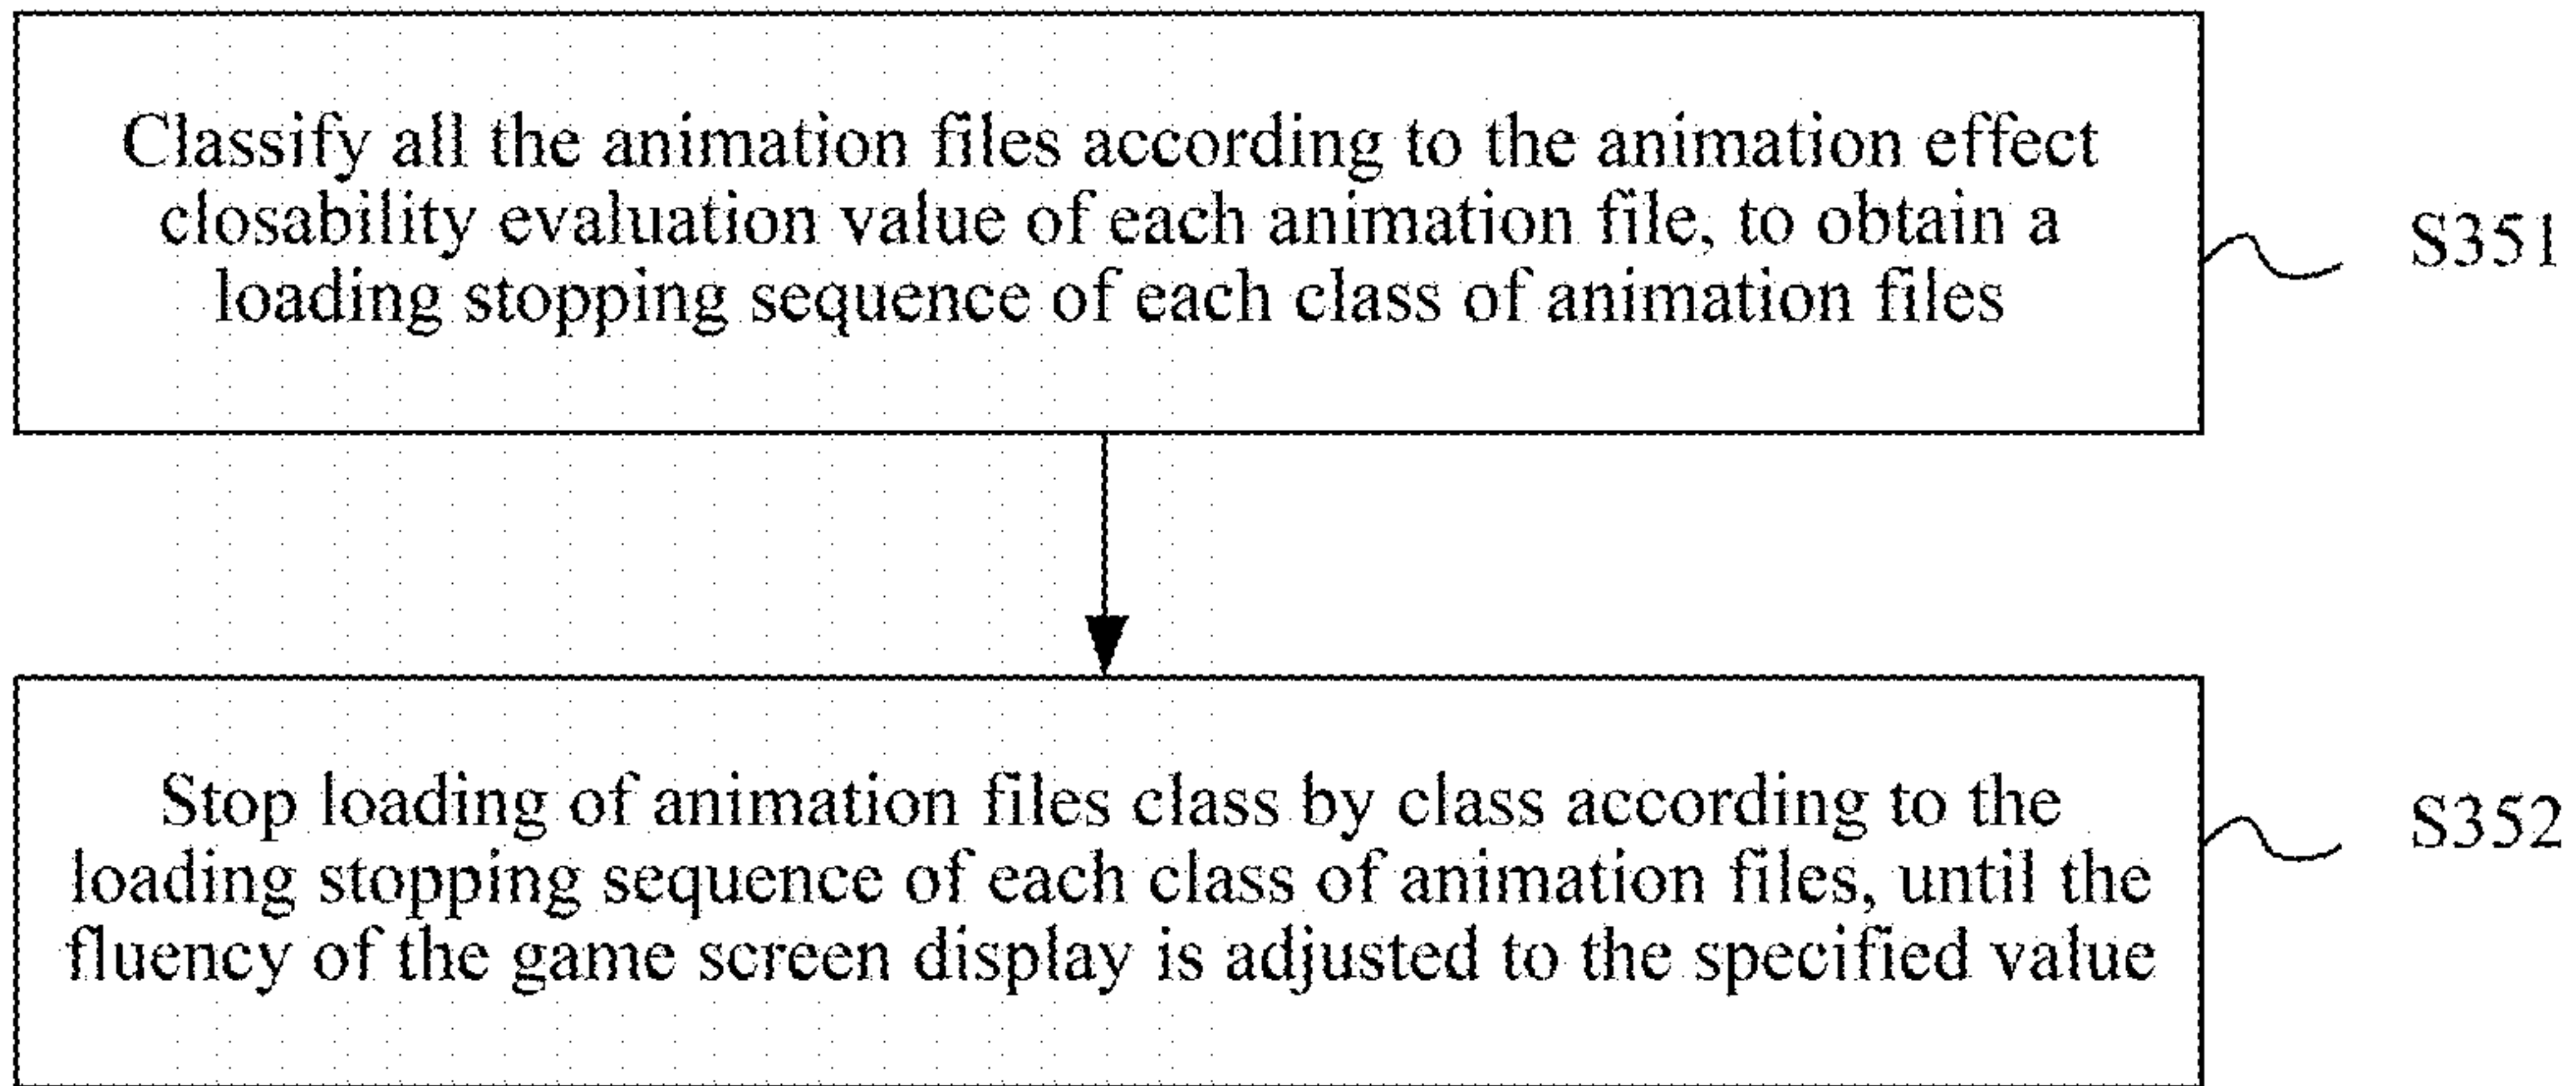 Classify all the animation files according to the animation effect
closability evaluation value of each animation file, to obtain a
loading stopping sequence of each class of animation files
S351
Stop loading of animation files class by class according to the
loading stopping sequence of each class of animation files, until the
fluency of the game screen display is adjusted to the specified value
S352